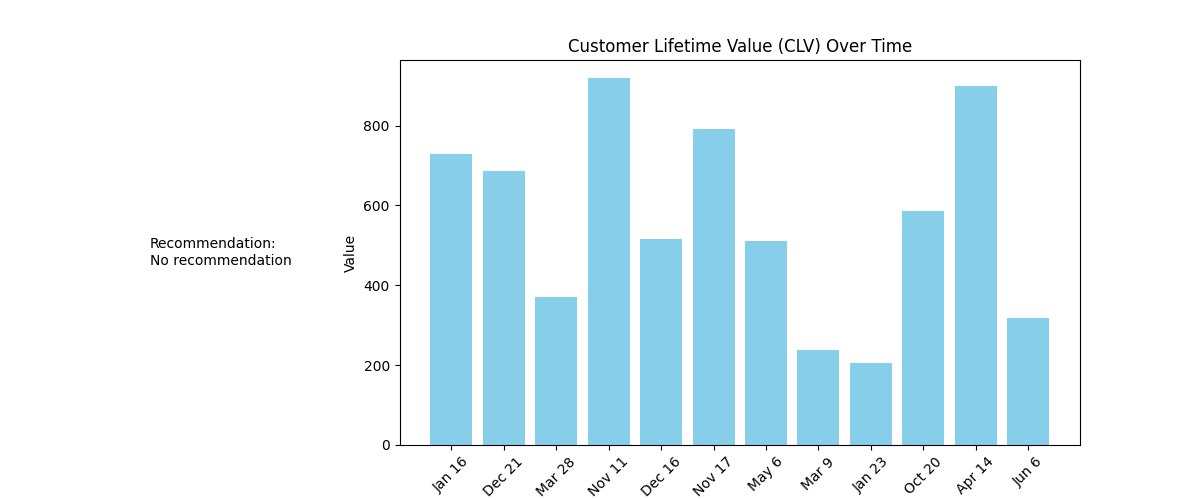 Customer Lifetime Value (CLV) Over Time
Recommendation:
No recommendation
Value
800
600
400
200
0
Jan 16
Dec 21
Mar 28
Nov 11
Dec 16
Nov 17
May 6
Mar 9
Jan 23
Oct 20
Apr 14
Jun 6